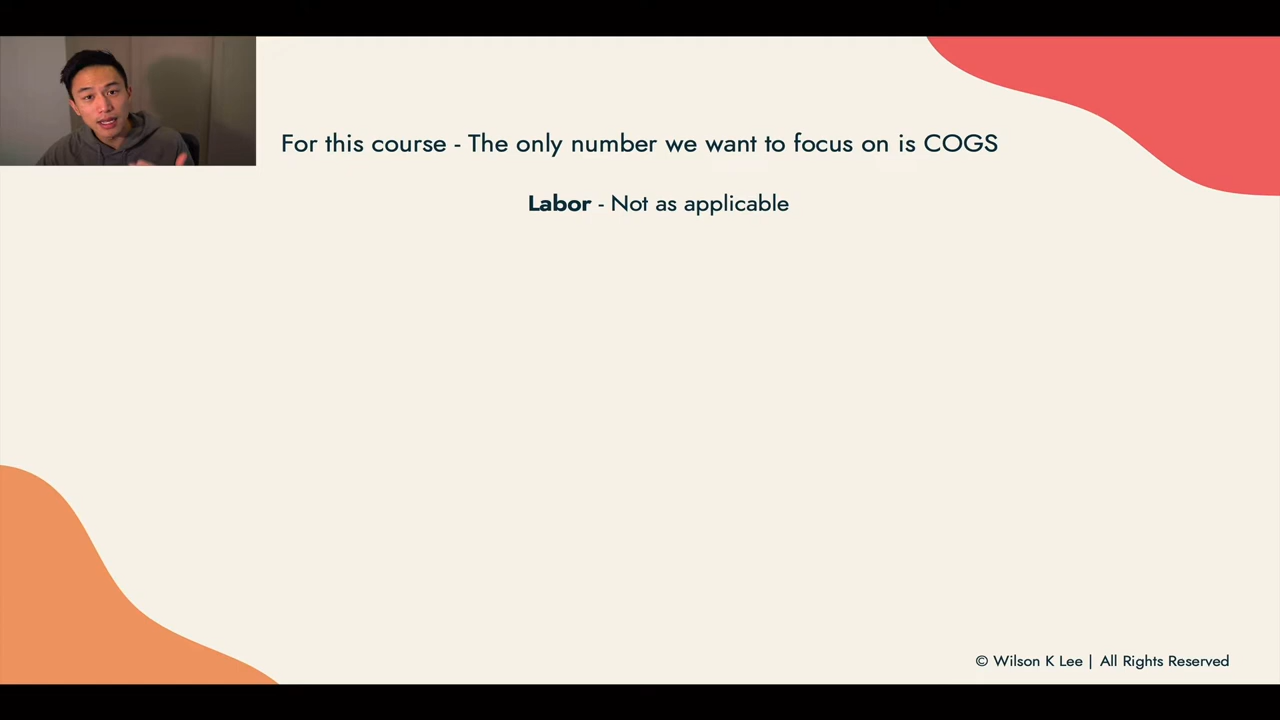 For this course - The only number we want to focus on is COGS
Labor - Not as applicable
© Wilson K Lee | All Rights Reserved